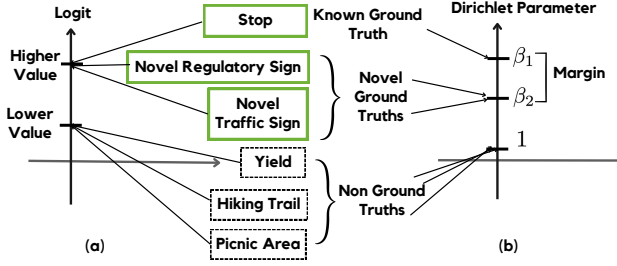 Logit
Higher
Value
Lower
Value
(a)
Stop
Novel Regulatory Sign
Novel
Traffic Sign
Yield
Hiking Trail
Picnic Area
Known Ground
Truth
Novel
Ground
Truths
Non Ground
Truths
Dirichlet Parameter
β₁
Margin
β₂
1
(b)